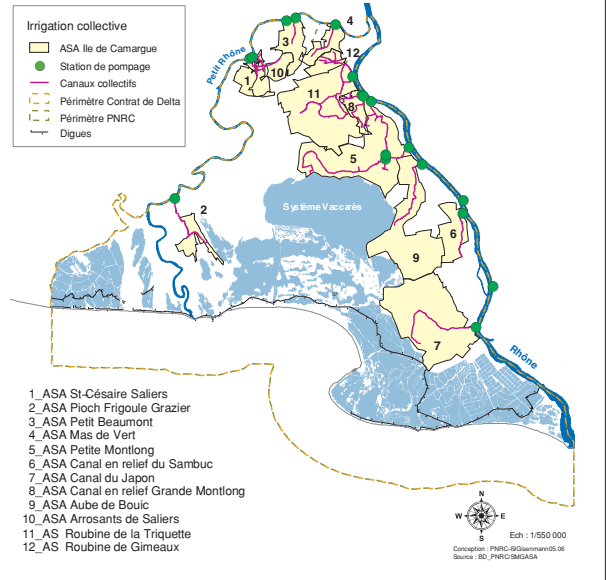 Irrigation collective
ASA Ile de Camargue
Station de pompage
Canaux collectifs
Périmètre Contrat de Delta
Périmètre PNRC
Digues
Petit Rhône
4
3
12
1
10
11
8
5
2
Système Vaccarès
6
9
7
Rhône
1_ASA St-Césaire Saliers
2_ASA Pioch Frigoule Grazier
3_ASA Petit Beaumont
4_ASA Mas de Vert
5_ASA Petite Montlong
6_ASA Canal en relief du Sambuc
7_ASA Canal du Japon
8_ASA Canal en relief Grande Montlong
9_ASA Aube de Bouic
10_ASA Arrosants de Saliers
11_AS Roubine de la Triquette
12_AS Roubine de Gimeaux
N
W E
S
Ech : 1/550 000
Conception : PNRC-SIGisenmann05.06
Source : BD_PNRC/SMGASA